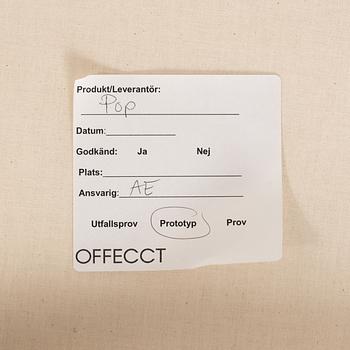 Produkt/Leverantör:
Pop
Datum:
Godkänd: Ja Nej
Plats:
Ansvarig: AE
Utfallsprov Prototyp Prov
OFFECCT